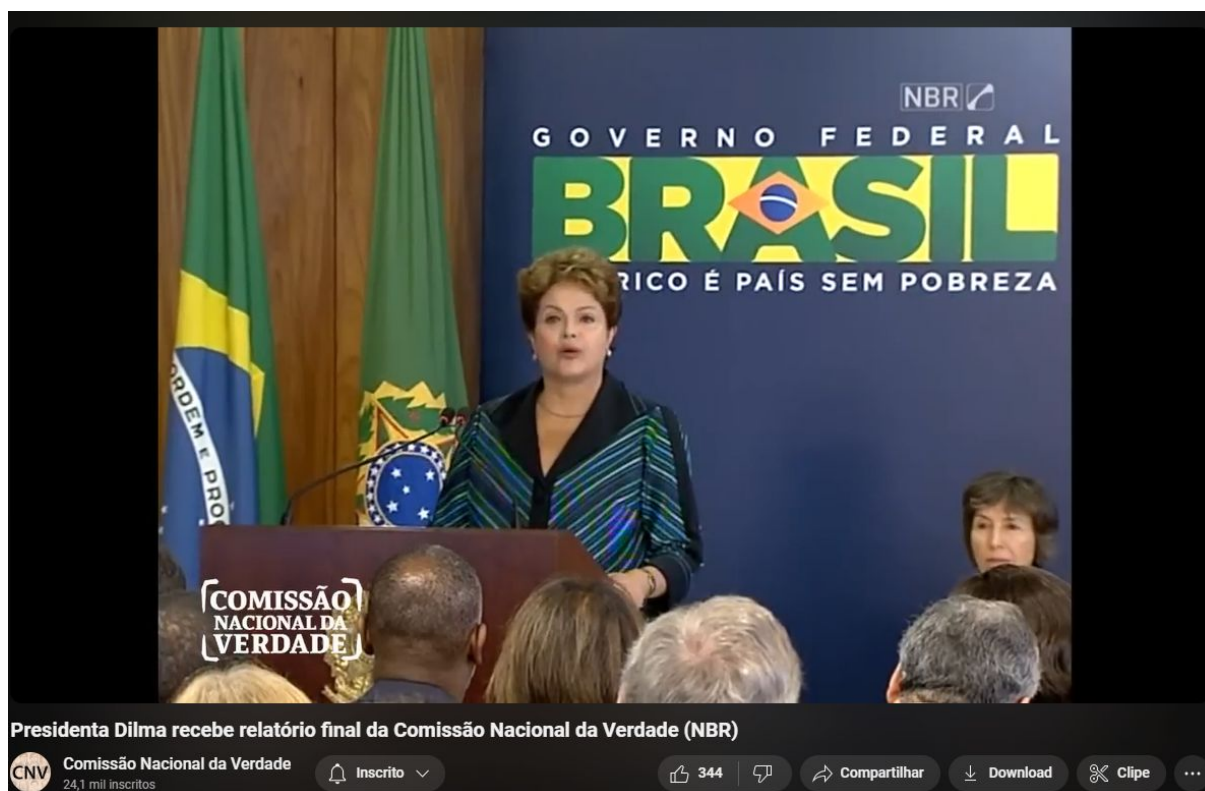 NBR
GOVERNO FEDERAL
BRASIL
RICO É PAÍS SEM POBREZA
ORDEM E PRO
COMISSÃO
NACIONAL DA
VERDADE
Presidenta Dilma recebe relatório final da Comissão Nacional da Verdade (NBR)
CNV
Comissão Nacional da Verdade
24,1 mil inscritos
Inscrito
344
Compartilhar
Download
Clipe